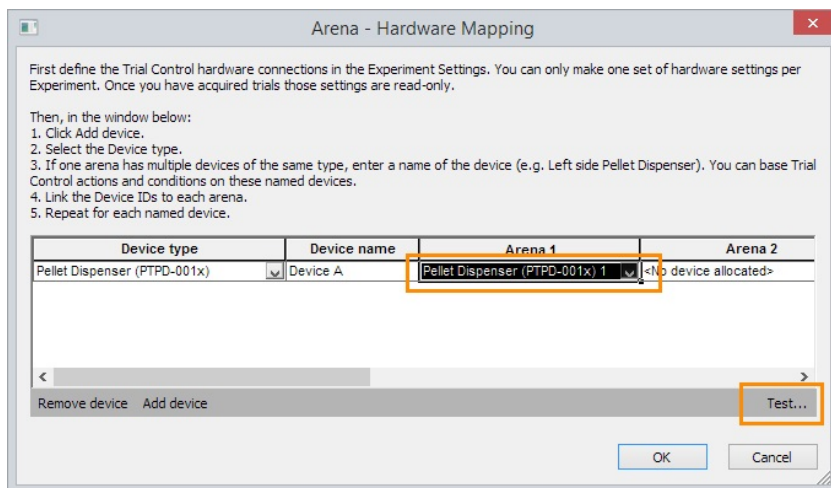 Arena - Hardware Mapping
First define the Trial Control hardware connections in the Experiment Settings. You can only make one set of hardware settings per
Experiment. Once you have acquired trials those settings are read-only.
Then, in the window below:
1. Click Add device.
2. Select the Device type.
3. If one arena has multiple devices of the same type, enter a name of the device (e.g. Left side Pellet Dispenser). You can base Trial
Control actions and conditions on these named devices.
4. Link the Device IDs to each arena.
5. Repeat for each named device.
Device type Device name Arena 1 Arena 2
Pellet Dispenser (PTPD-001x) Device A Pellet Dispenser (PTPD-001x) 1 <No device allocated>
Remove device Add device Test...
OK Cancel